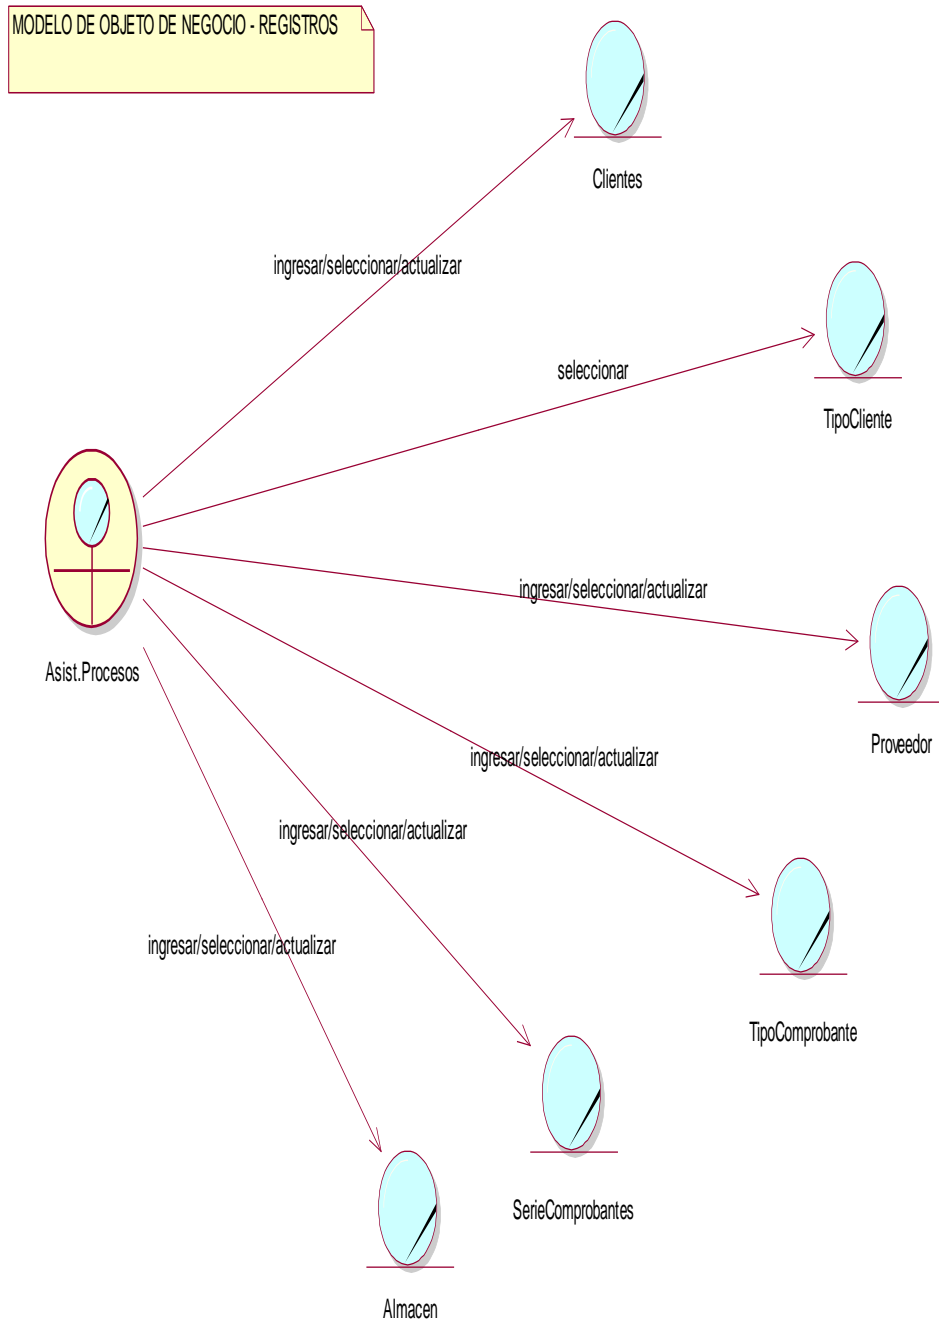 MODELO DE OBJETO DE NEGOCIO - REGISTROS
Clientes
ingresar/seleccionar/actualizar
seleccionar
TipoCliente
ingresar/seleccionar/actualizar
Asist.Procesos
Proveedor
ingresar/seleccionar/actualizar
ingresar/seleccionar/actualizar
ingresar/seleccionar/actualizar
TipoComprobante
SerieComprobantes
Almacen